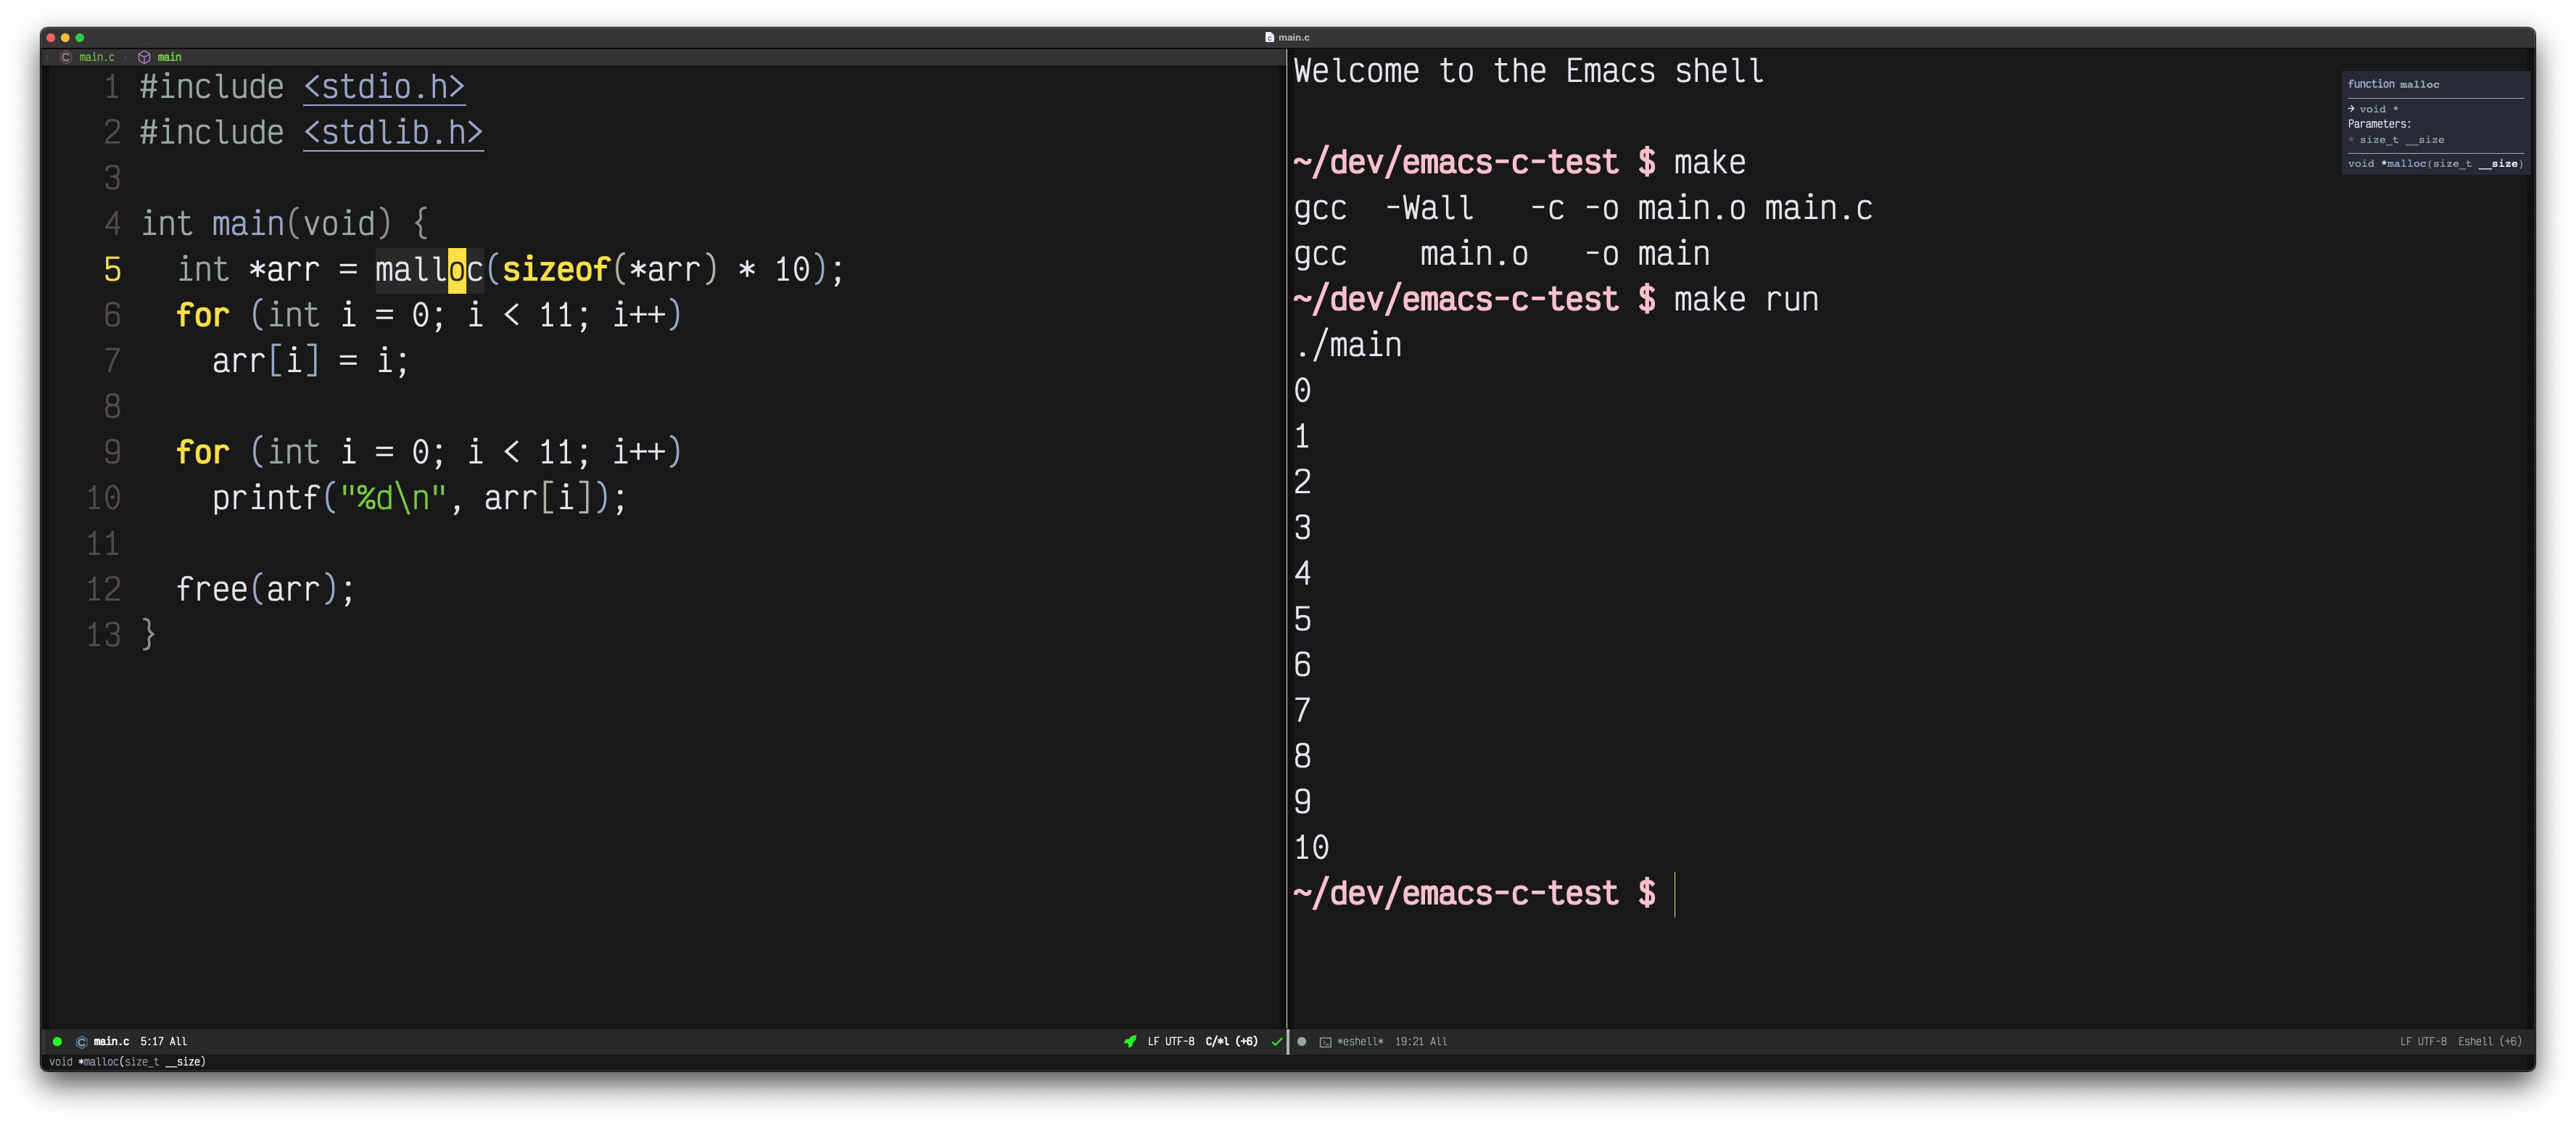 main.c
main.c › main
1 #include <stdio.h>
2 #include <stdlib.h>
3
4 int main(void) {
5   int *arr = malloc(sizeof(*arr) * 10);
6   for (int i = 0; i < 11; i++)
7     arr[i] = i;
8
9   for (int i = 0; i < 11; i++)
10     printf("%d\n", arr[i]);
11
12   free(arr);
13 }
Welcome to the Emacs shell
~/dev/emacs-c-test $ make
gcc  -Wall   -c -o main.o main.c
gcc    main.o   -o main
~/dev/emacs-c-test $ make run
./main
0
1
2
3
4
5
6
7
8
9
10
~/dev/emacs-c-test $
function malloc
→ void *
Parameters:
size_t __size
void *malloc(size_t __size)
main.c  5:17 All
LF UTF-8  C/*l (+6)
*eshell*  19:21 All
LF UTF-8  Eshell (+6)
void *malloc(size_t __size)